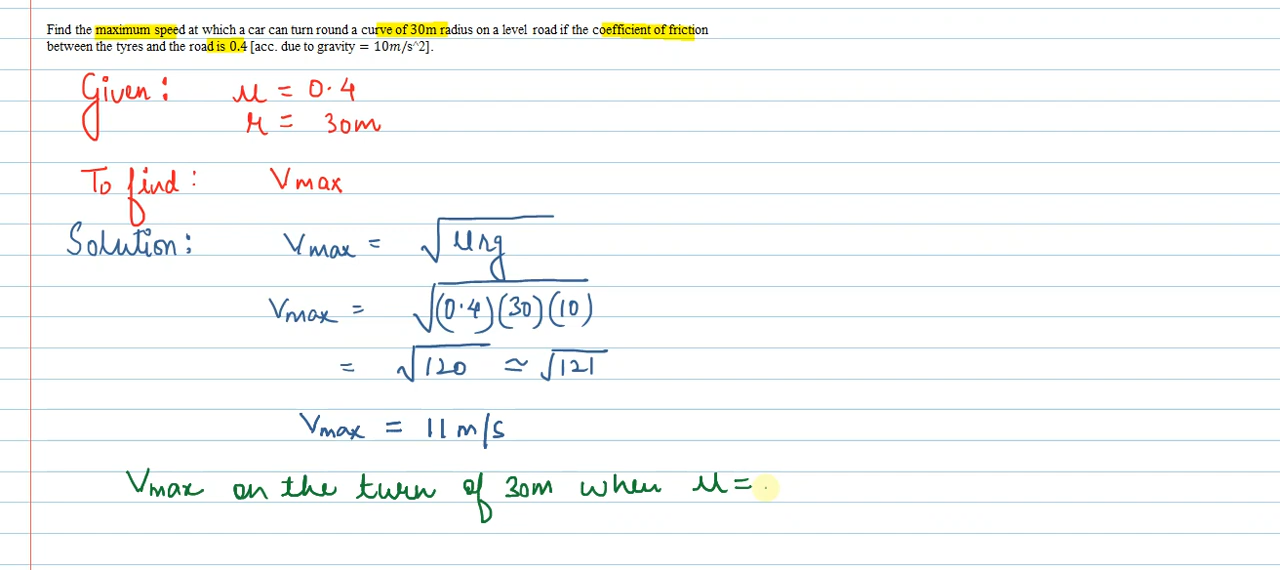 Find the maximum speed at which a car can turn round a curve of 30m radius on a level road if the coefficient of friction
between the tyres and the road is 0.4 [acc. due to gravity = 10m/s^2].
Given: μ = 0.4
r = 30m
To find: Vmax
Solution: Vmax = √μrg
Vmax = √(0.4)(30)(10)
= √120 ≃ √121
Vmax = 11 m/s
Vmax on the turn of 30m when μ =